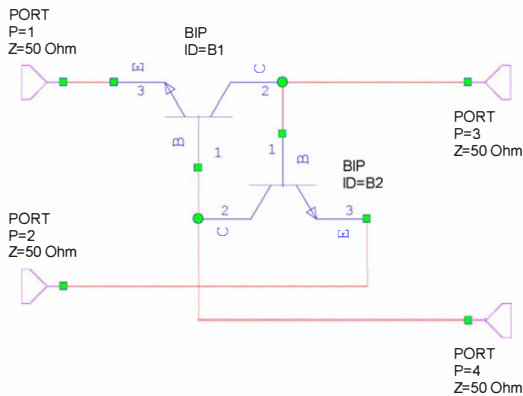 PORT
P=1
Z=50 Ohm
BIP
ID=B1
E
3
C
2
B
1
PORT
P=3
Z=50 Ohm
1
B
BIP
ID=B2
PORT
P=2
Z=50 Ohm
2
C
3
E
PORT
P=4
Z=50 Ohm